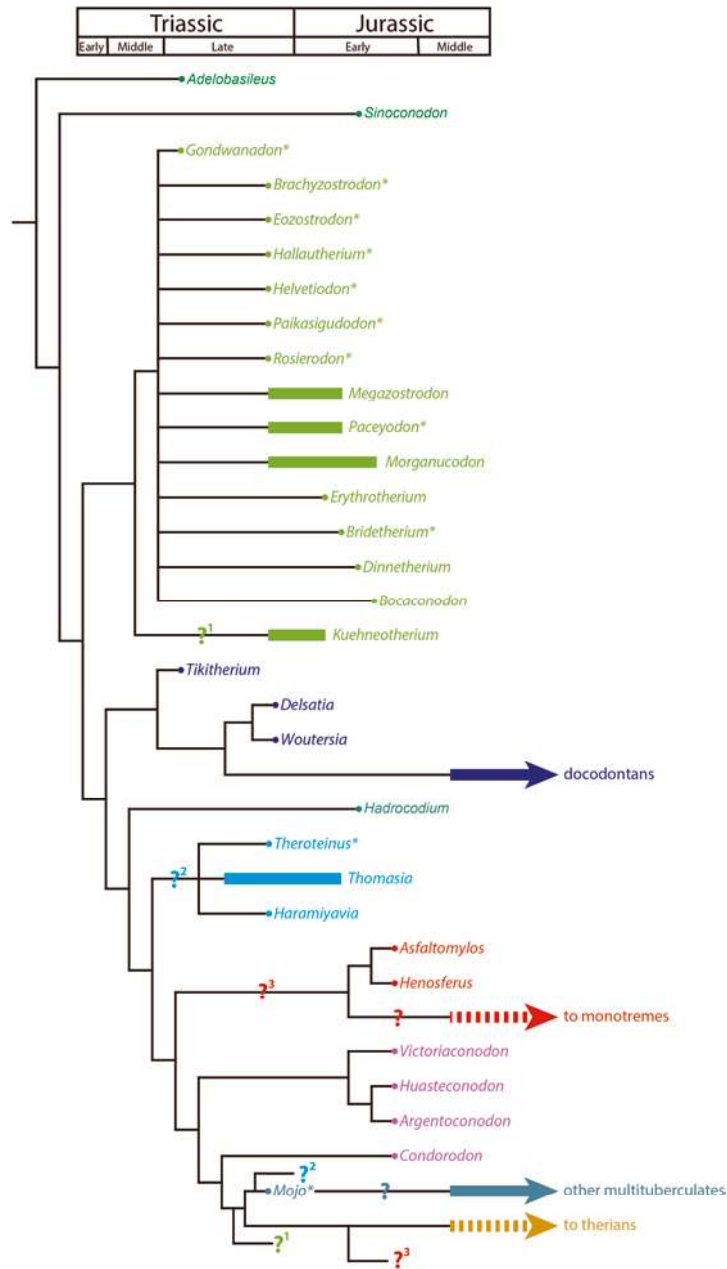 Triassic Jurassic
Early Middle Late Early Middle
Adelobasileus
Sinoconodon
Gondwanadon*
Brachyzostrodon*
Eozostrodon*
Hallautherium*
Helvetiodon*
Paikasigudodon*
Rosierodon*
Megazostrodon
Paceyodon*
Morganucodon
Erythrotherium
Bridetherium*
Dinnetherium
Bocaconodon
?1 Kuehneotherium
Tikitherium
Delsatia
Woutersia
docodontans
Hadrocodium
Theroteinus*
?2 Thomasia
Haramiyavia
Asfaltomylos
?3 Henosferus
? to monotremes
Victoriaconodon
Huasteconodon
Argentoconodon
Condorodon
?2
Mojo* ? other multituberculates
to therians
?1
?3